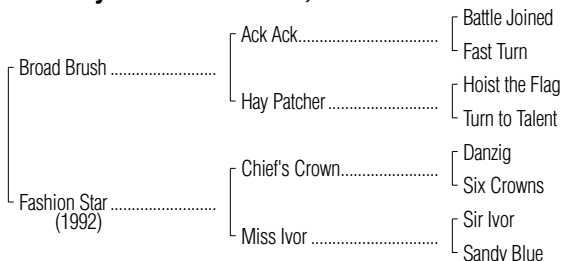 Battle Joined
Ack Ack
Fast Turn
Broad Brush
Hoist the Flag
Hay Patcher
Turn to Talent
Danzig
Chief's Crown
Six Crowns
Fashion Star
(1992)
Sir Ivor
Miss Ivor
Sandy Blue